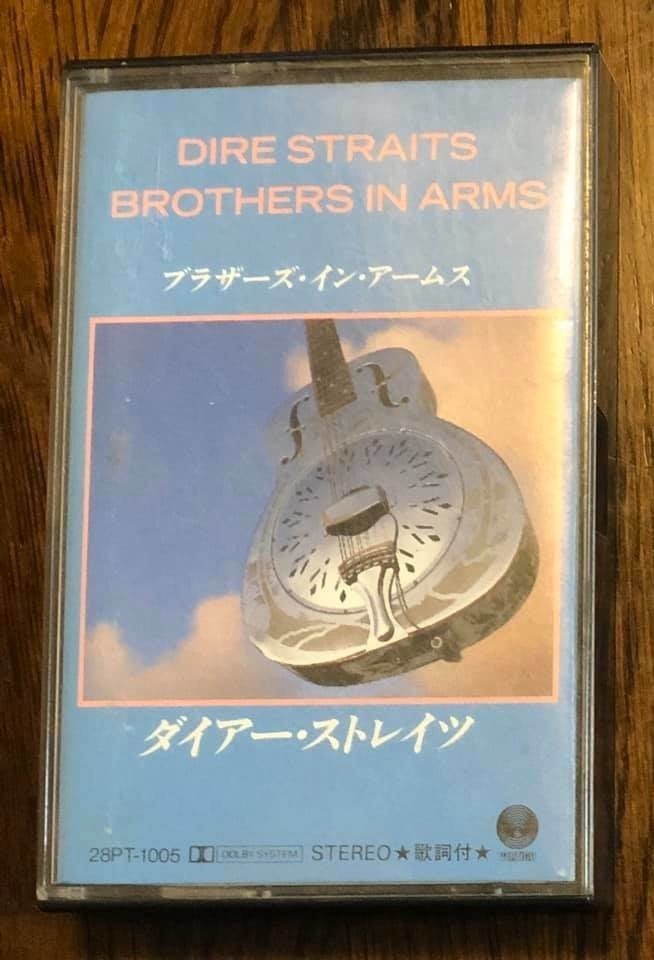 DIRE STRAITS
BROTHERS IN ARMS
ブラザーズ・イン・アームス
ダイアー・ストレイツ
28PT-1005 DOLBY SYSTEM STEREO★歌詞付★